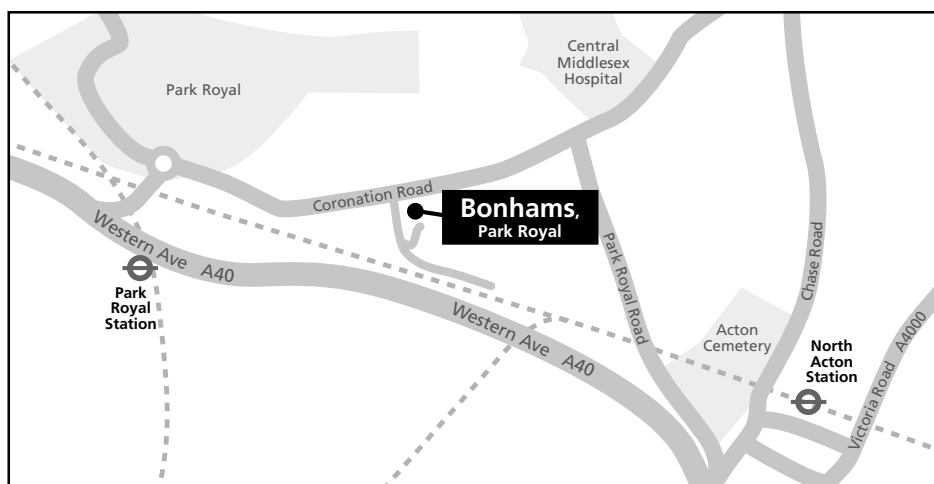 Central
Middlesex
Hospital
Park Royal
Coronation Road
Bonhams,
Park Royal
Western Ave A40
Park
Royal
Station
Park Royal Road
Chase Road
Western Ave A40
Acton
Cemetery
North
Acton
Station
Victoria Road A4000